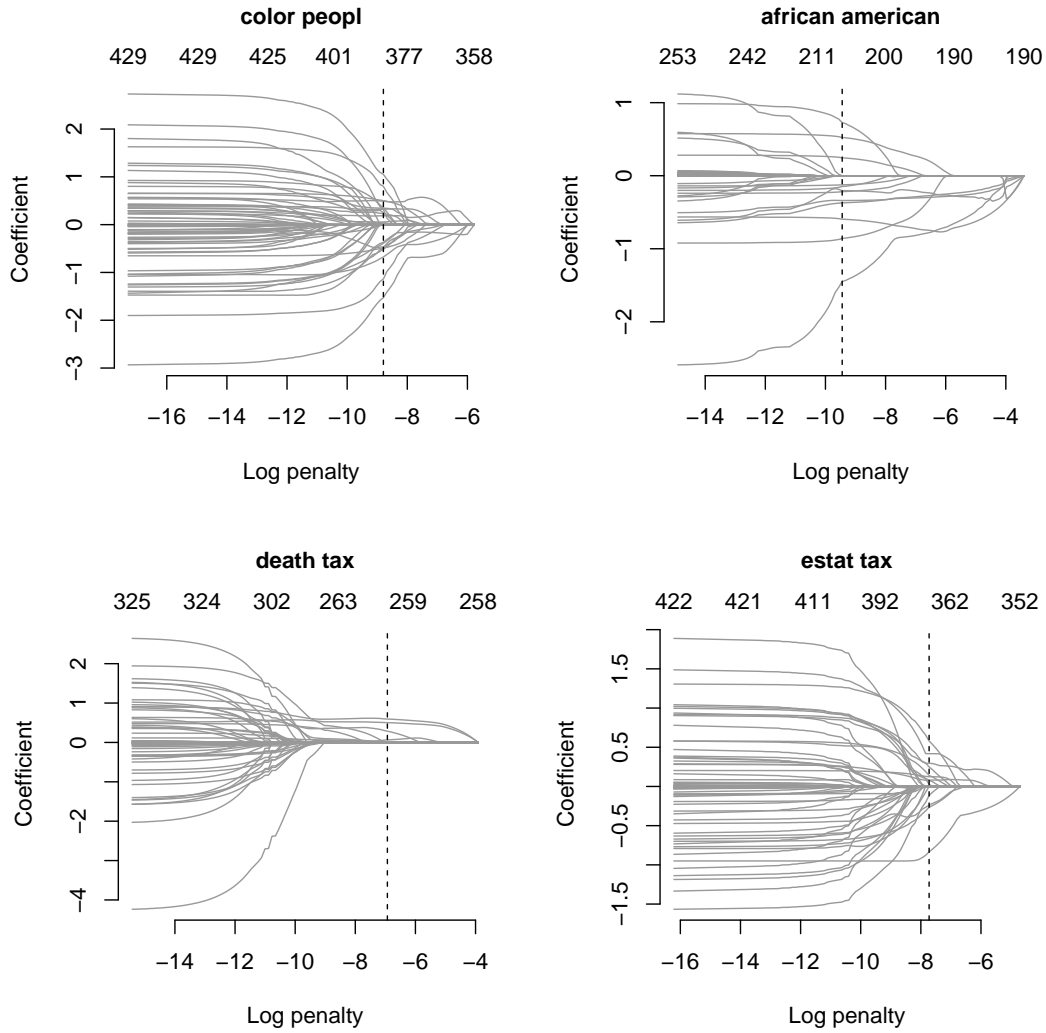 color peopl
429 429 425 401 377 358
2
1
0
−1
−2
−3
Coefficient
−16 −14 −12 −10 −8 −6
Log penalty
african american
253 242 211 200 190 190
1
0
−1
−2
Coefficient
−14 −12 −10 −8 −6 −4
Log penalty
death tax
325 324 302 263 259 258
2
0
−2
−4
Coefficient
−14 −12 −10 −8 −6 −4
Log penalty
estat tax
422 421 411 392 362 352
1.5
0.5
−0.5
−1.5
Coefficient
−16 −14 −12 −10 −8 −6
Log penalty